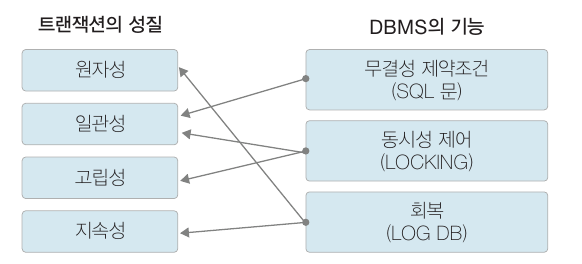 트랜잭션의 성질
원자성
일관성
고립성
지속성
DBMS의 기능
무결성 제약조건
(SQL 문)
동시성 제어
(LOCKING)
회복
(LOG DB)